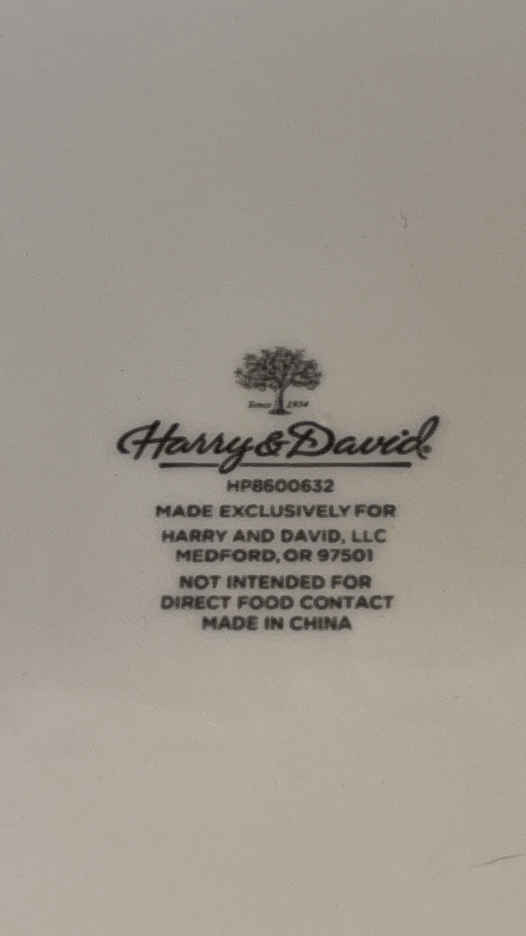 Since 1934
Harry & David
HP8600632
MADE EXCLUSIVELY FOR
HARRY AND DAVID, LLC
MEDFORD, OR 97501
NOT INTENDED FOR
DIRECT FOOD CONTACT
MADE IN CHINA